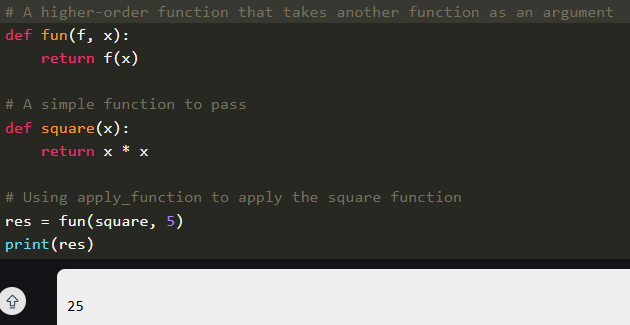 # A higher-order function that takes another function as an argument
def fun(f, x):
    return f(x)

# A simple function to pass
def square(x):
    return x * x

# Using apply_function to apply the square function
res = fun(square, 5)
print(res)
25